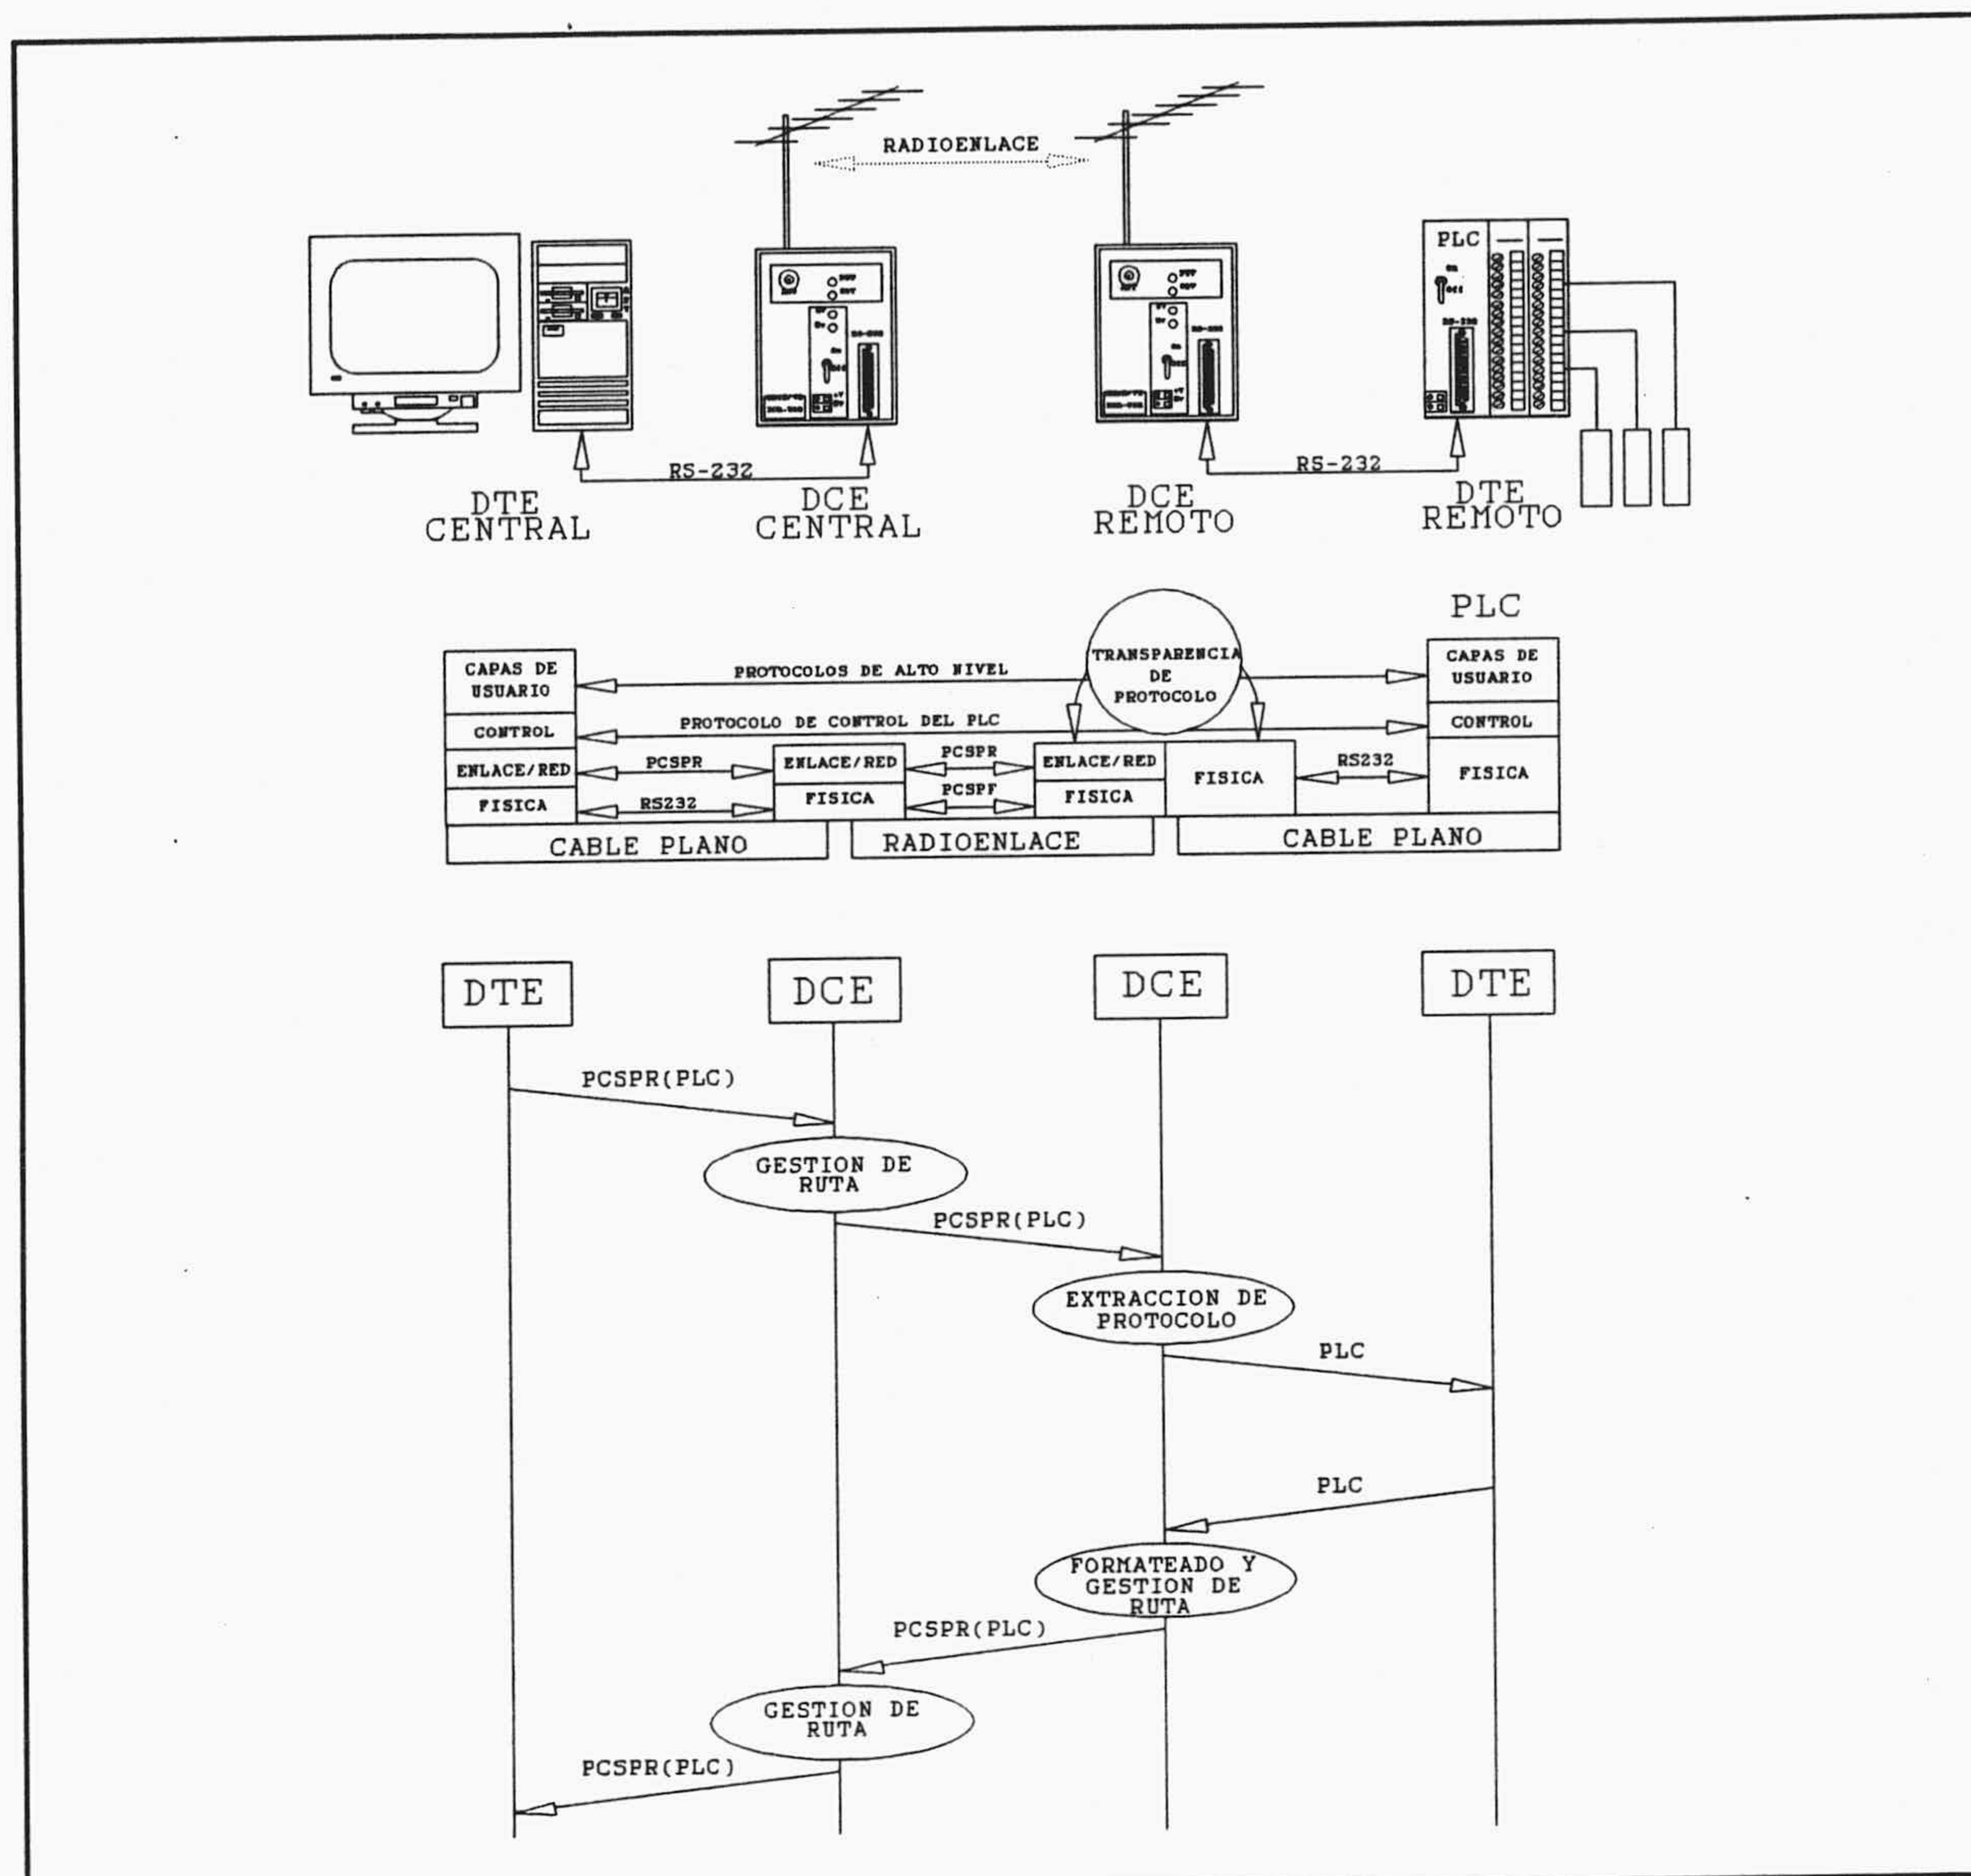 RADIOENLACE
PLC
RS-232
RS-232
DTE
CENTRAL
DCE
CENTRAL
DCE
REMOTO
DTE
REMOTO
PLC
CAPAS DE
USUARIO
PROTOCOLOS DE ALTO NIVEL
TRANSPARENCIA
DE
PROTOCOLO
CAPAS DE
USUARIO
CONTROL
PROTOCOLO DE CONTROL DEL PLC
CONTROL
ENLACE/RED
PCSPR
ENLACE/RED
PCSPR
ENLACE/RED
FISICA
RS232
FISICA
FISICA
RS232
FISICA
PCSPF
FISICA
CABLE PLANO
RADIOENLACE
CABLE PLANO
DTE
DCE
DCE
DTE
PCSPR(PLC)
GESTION DE
RUTA
PCSPR(PLC)
EXTRACCION DE
PROTOCOLO
PLC
PLC
FORMATEADO Y
GESTION DE
RUTA
PCSPR(PLC)
GESTION DE
RUTA
PCSPR(PLC)